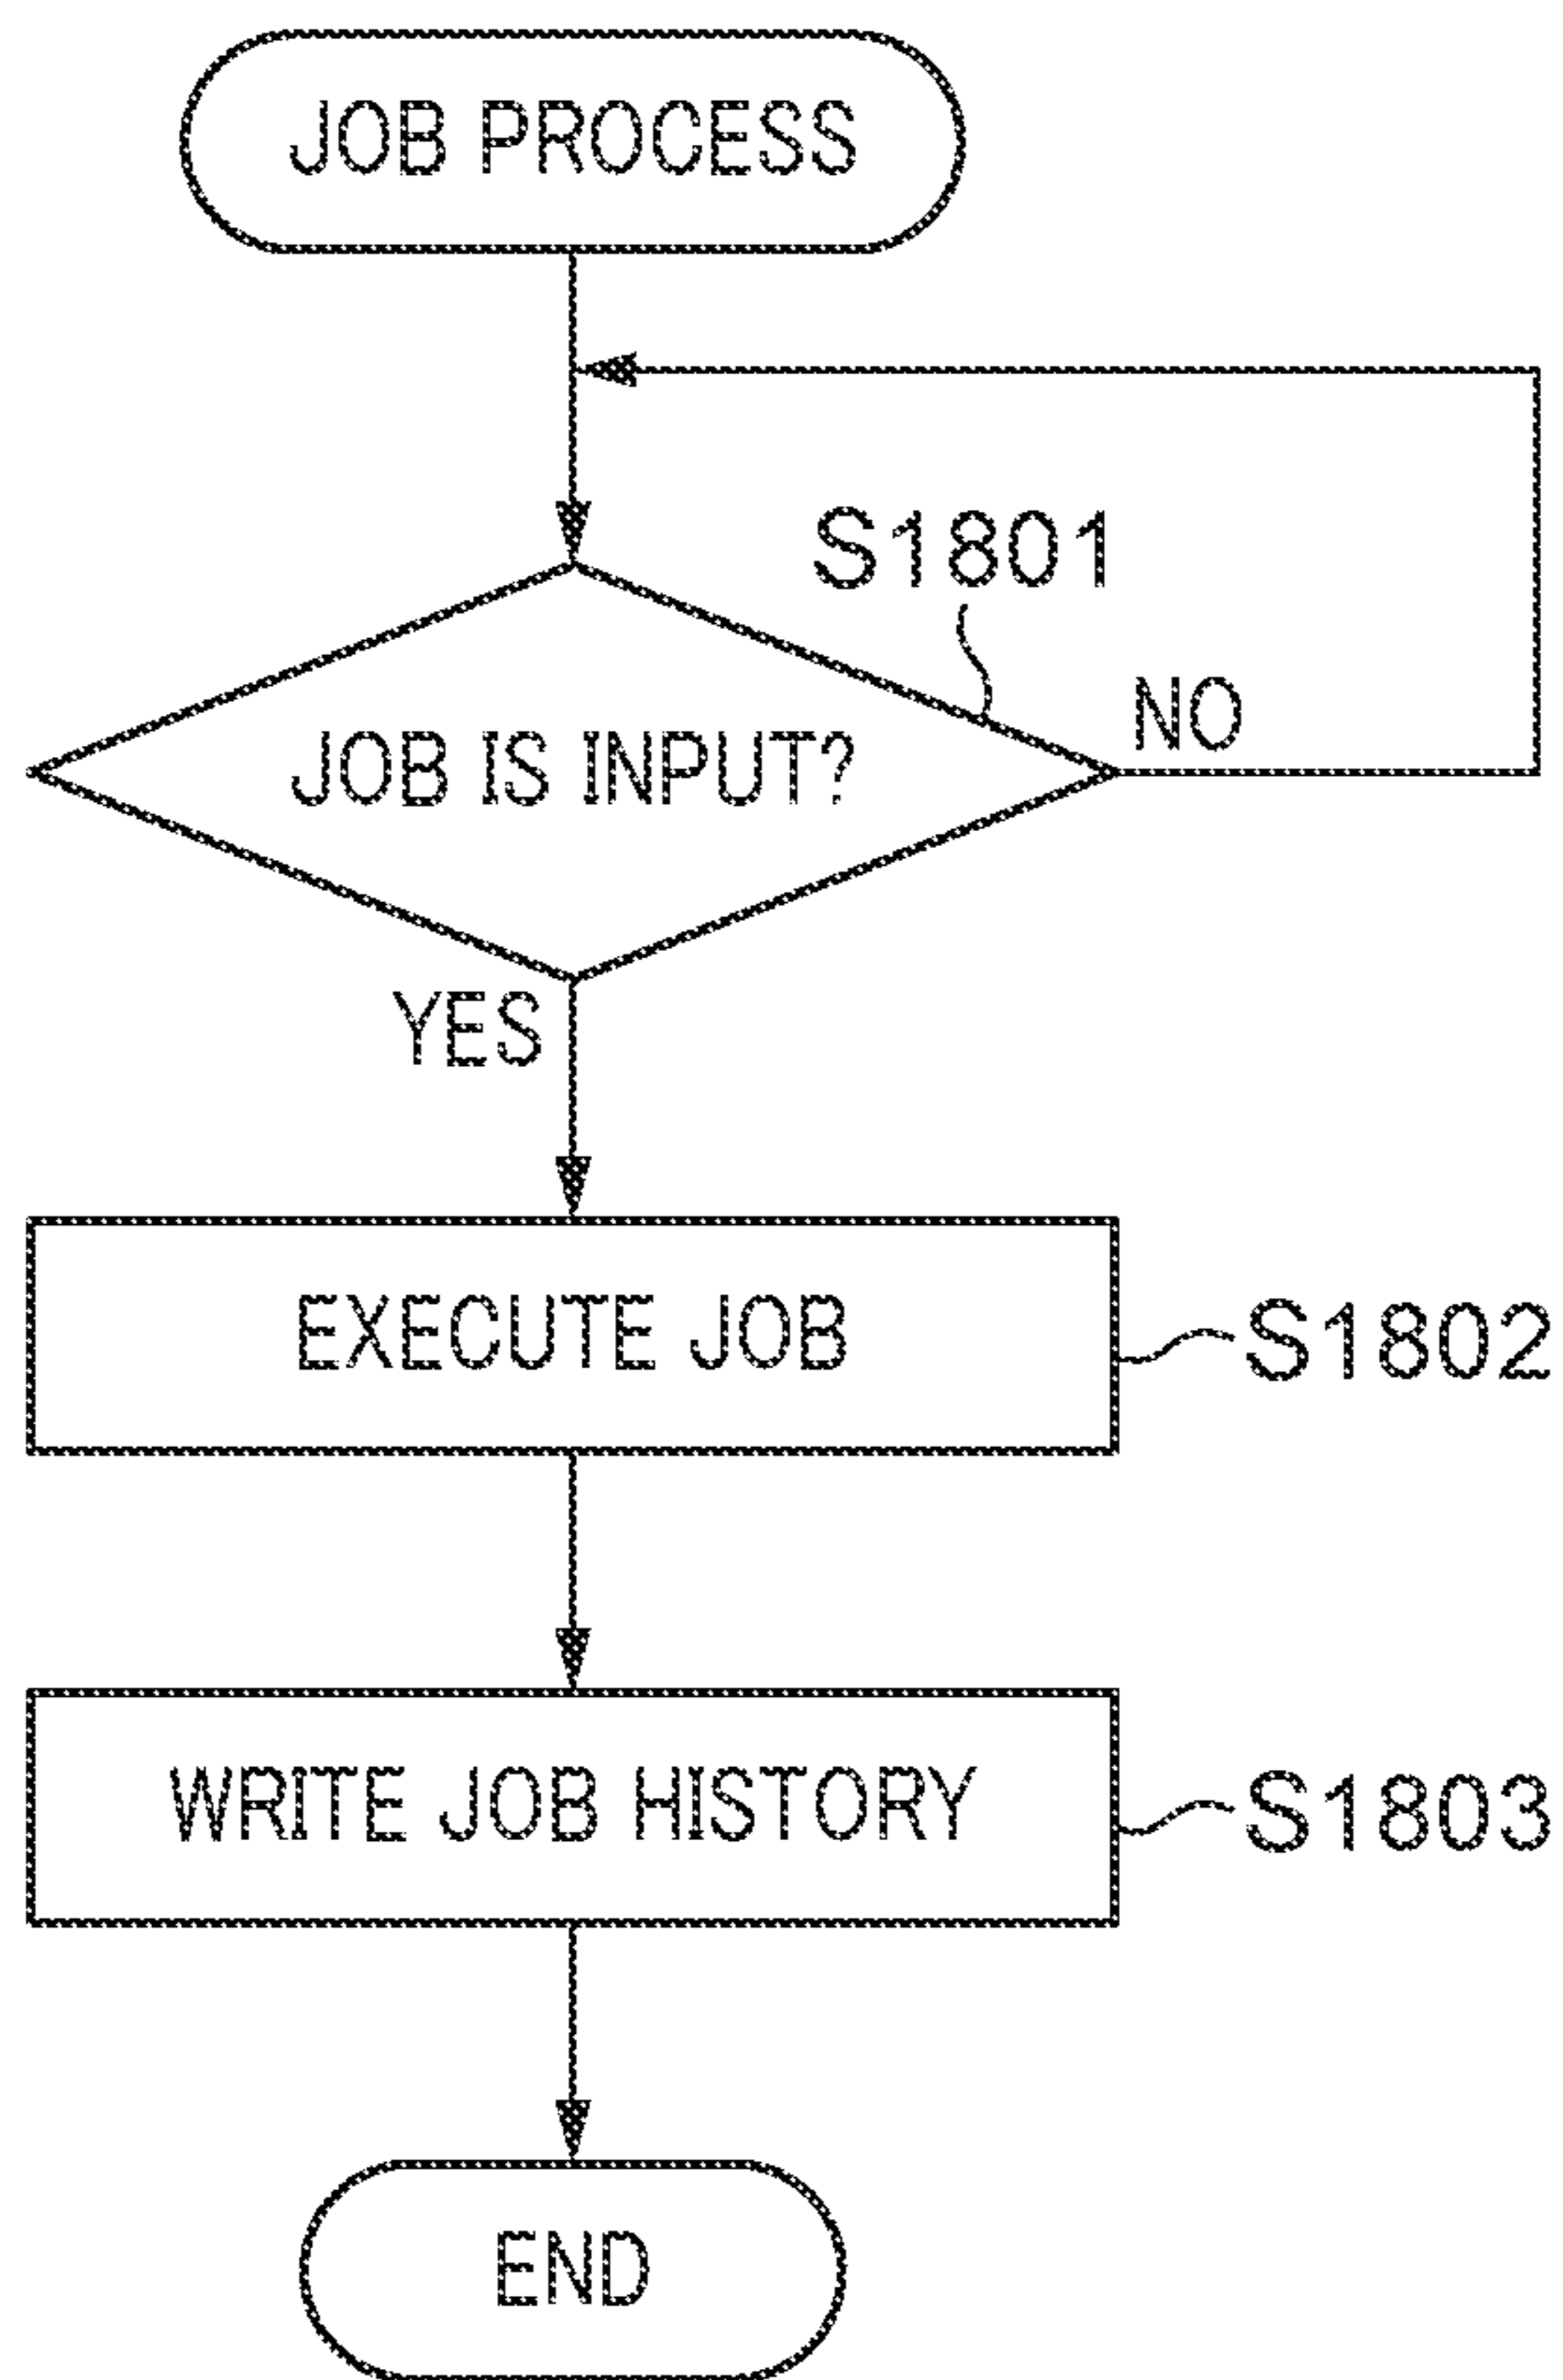 JOB PROCESS
S1801
NO
JOB IS INPUT?
YES
EXECUTE JOB
S1802
WRITE JOB HISTORY
S1803
END